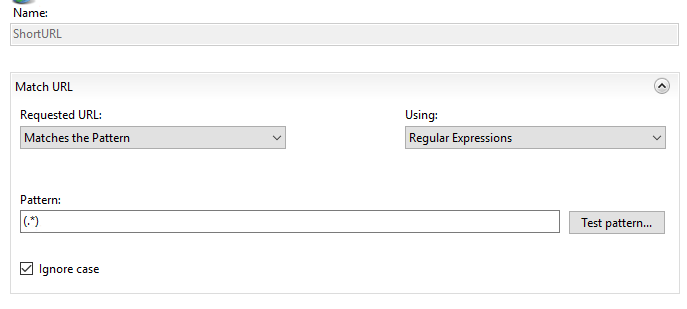 Name:
ShortURL
Match URL
Requested URL:
Using:
Matches the Pattern
Regular Expressions
Pattern:
(.*)
Test pattern...
Ignore case